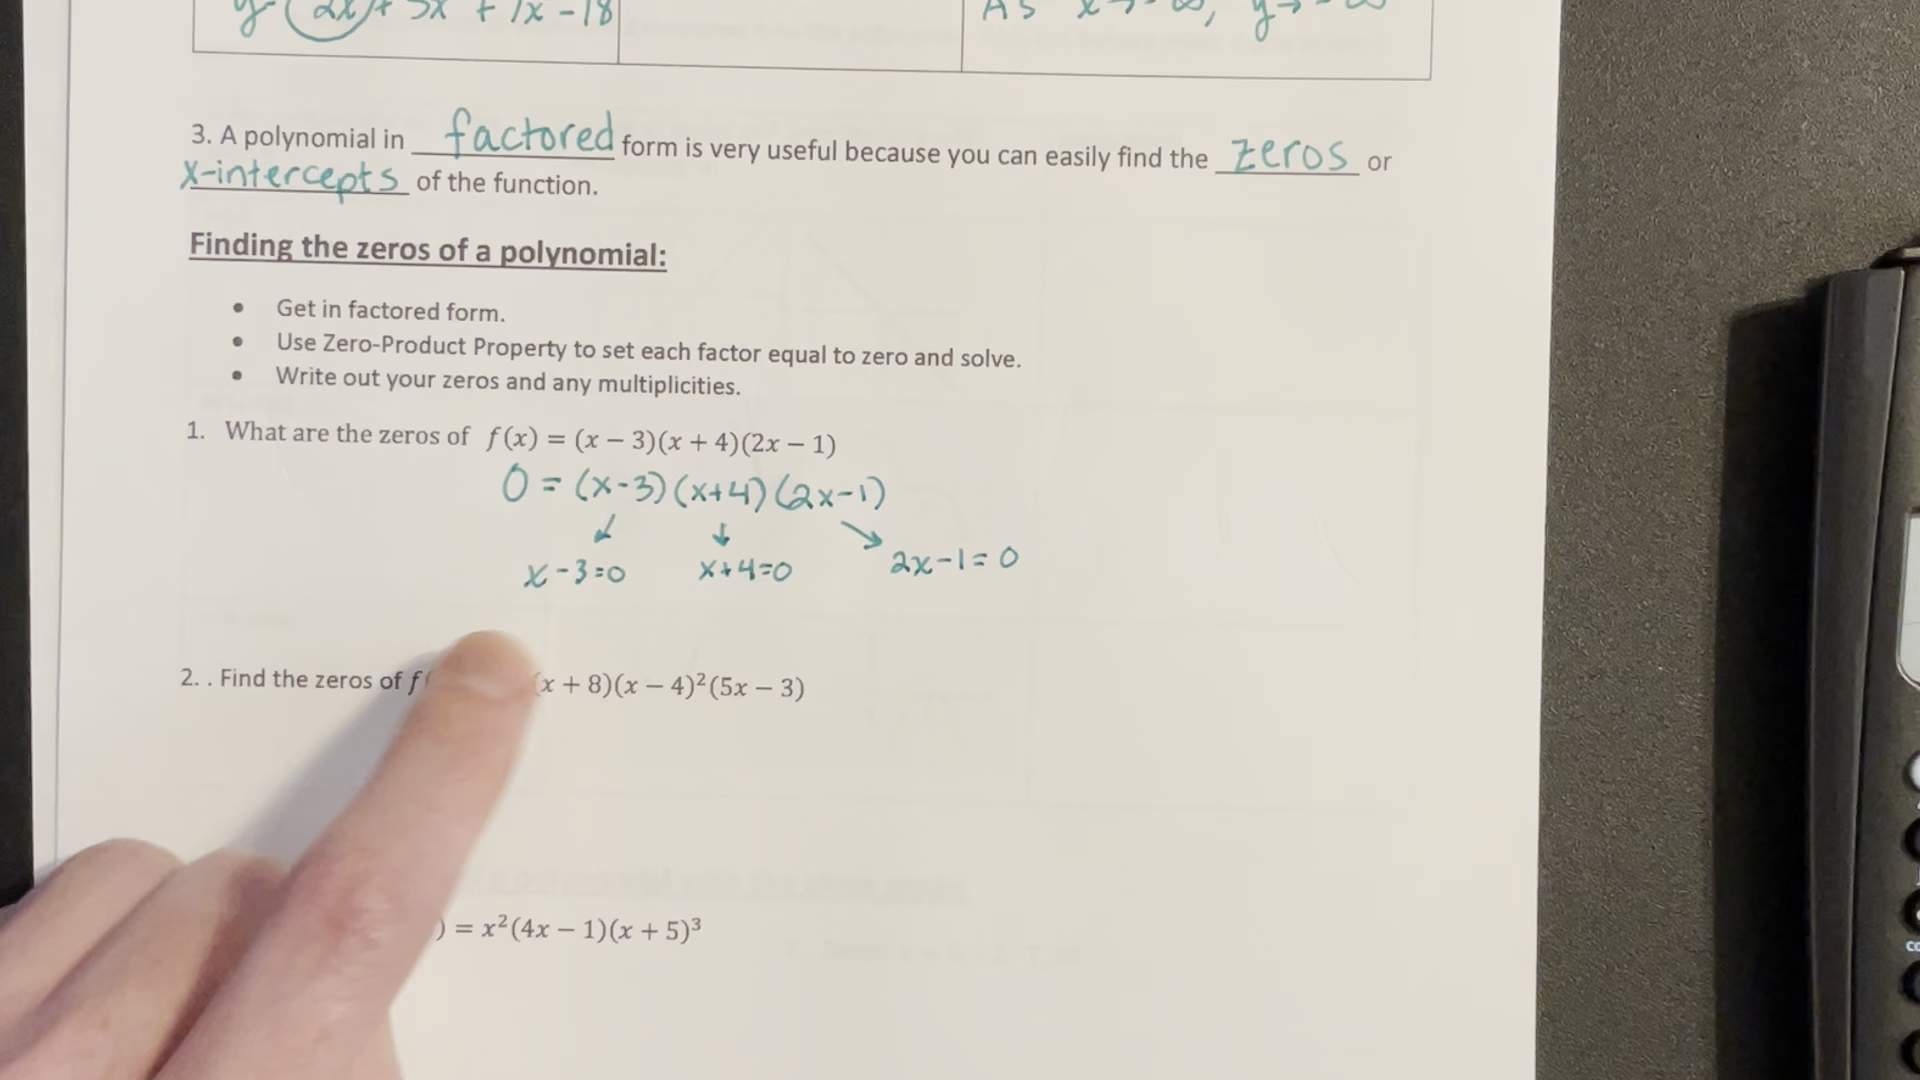 + 7x - 18
As x→-∞, y→-∞
3. A polynomial in factored form is very useful because you can easily find the zeros or
x-intercepts of the function.
Finding the zeros of a polynomial:
• Get in factored form.
• Use Zero-Product Property to set each factor equal to zero and solve.
• Write out your zeros and any multiplicities.
1. What are the zeros of f(x) = (x − 3)(x + 4)(2x − 1)
0 = (x-3)(x+4)(2x-1)
↙ ↓ ↘
x-3=0 x+4=0 2x-1=0
2. . Find the zeros of f (x + 8)(x − 4)²(5x − 3)
) = x²(4x − 1)(x + 5)³